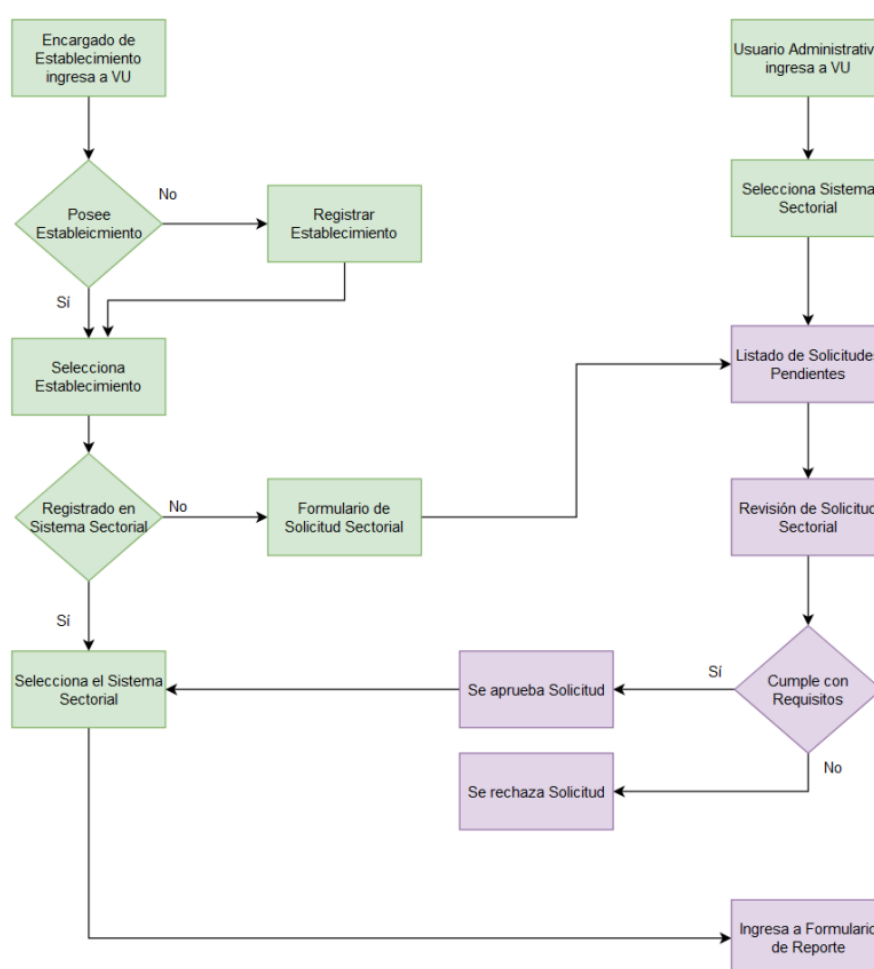 Encargado de
Establecimiento
ingresa a VU
Usuario Administrativ
ingresa a VU
Posee
Estableicmiento
No
Registrar
Establecimiento
Selecciona Sistema
Sectorial
Sí
Selecciona
Establecimiento
Listado de Solicitudes
Pendientes
Registrado en
Sistema Sectorial
No
Formulario de
Solicitud Sectorial
Revisión de Solicitud
Sectorial
Sí
Selecciona el Sistema
Sectorial
Se aprueba Solicitud
Sí
Cumple con
Requisitos
No
Se rechaza Solicitud
Ingresa a Formulario
de Reporte